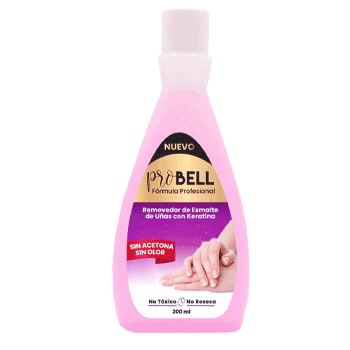 NUEVO
proBELL
Fórmula Profesional
Removedor de Esmalte
de Uñas con Keratina
SIN ACETONA
SIN OLOR
No Tóxico No Reseca
200 ml